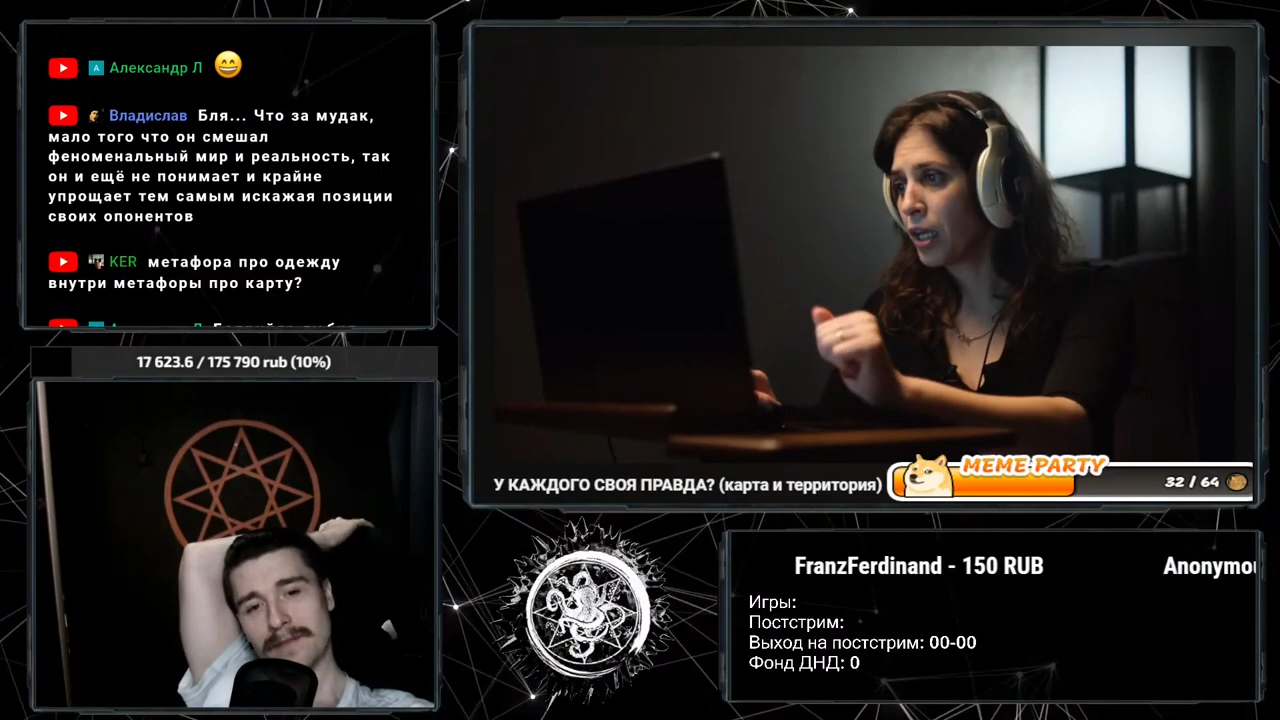 Александр Л
Владислав Бля... Что за мудак,
мало того что он смешал
феноменальный мир и реальность, так
он и ещё не понимает и крайне
упрощает тем самым искажая позиции
своих опонентов
KER метафора про одежду
внутри метафоры про карту?
17 623.6 / 175 790 rub (10%)
У КАЖДОГО СВОЯ ПРАВДА? (карта и территория)
MEME PARTY
32 / 64
FranzFerdinand - 150 RUB
Игры:
Постстрим:
Выход на постстрим: 00-00
Фонд ДНД: 0